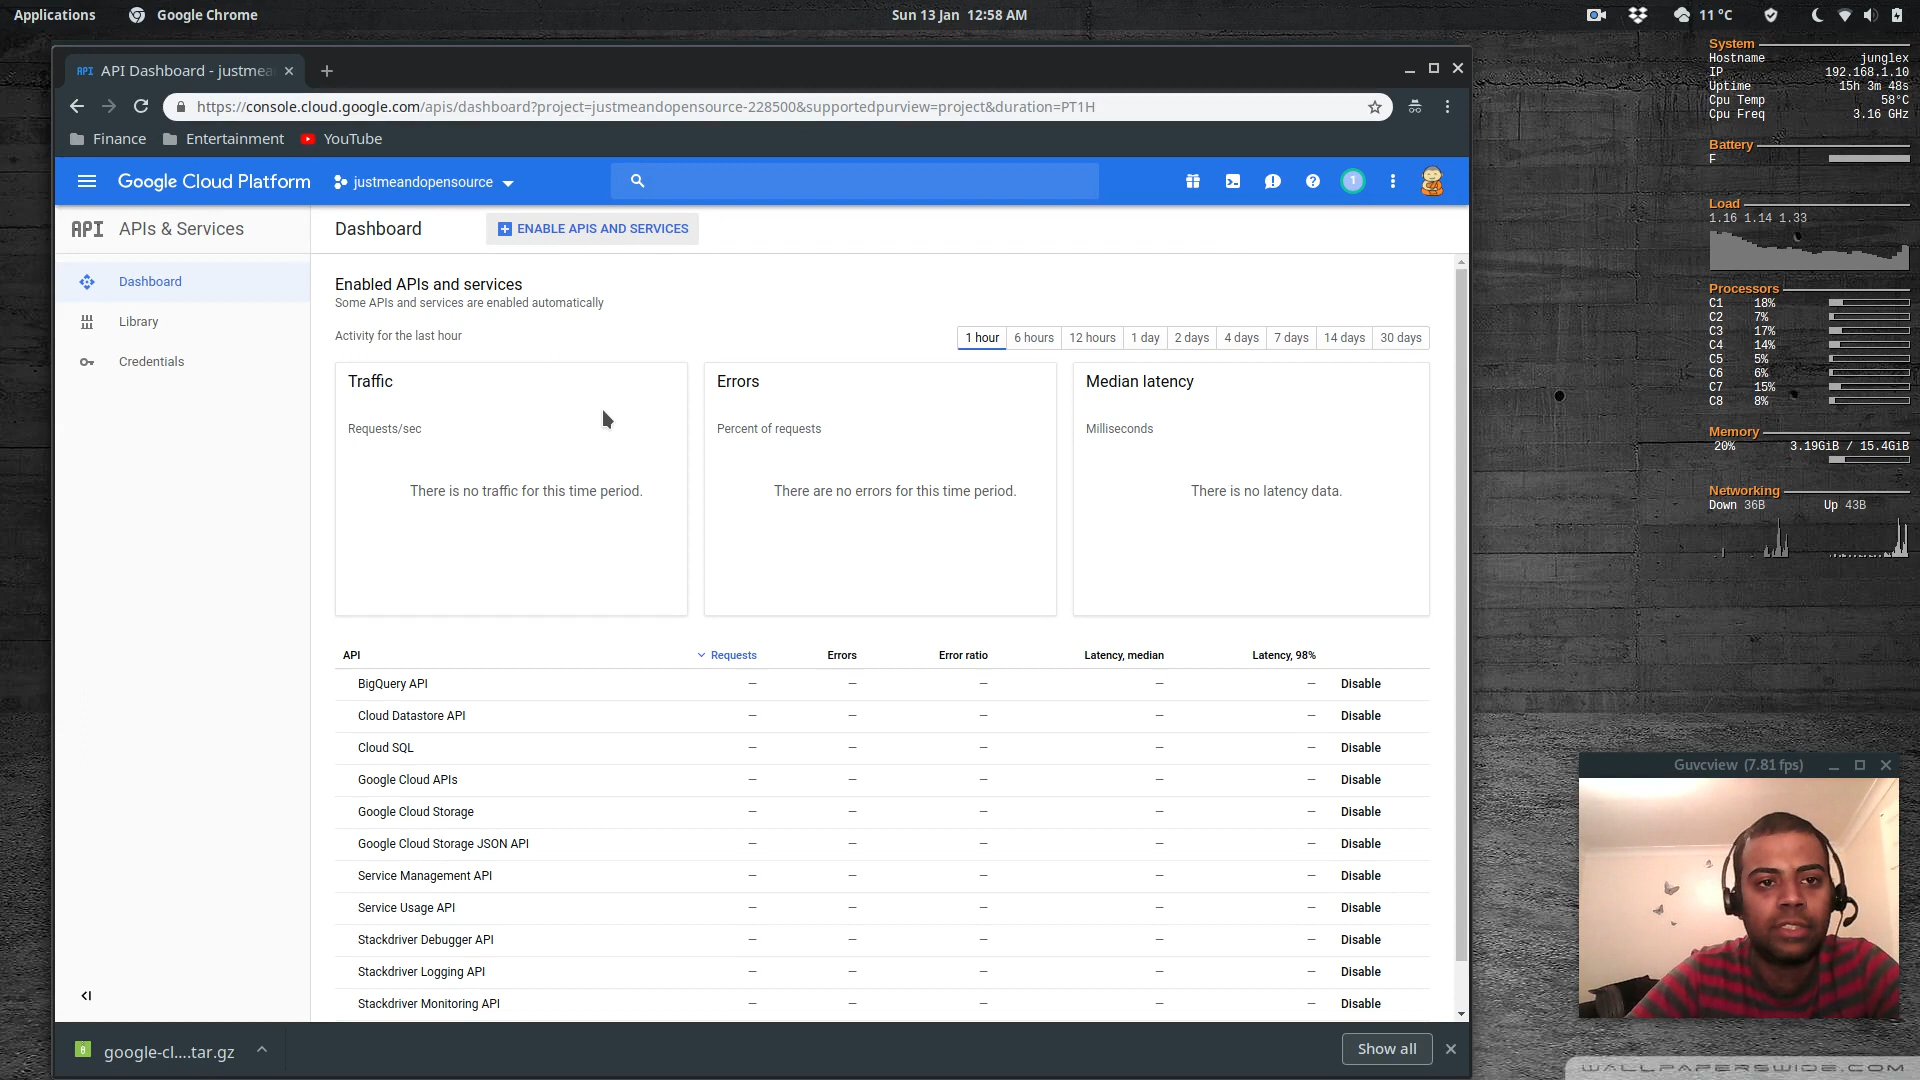 Applications
Google Chrome
Sun 13 Jan 12:58 AM
11 °C
API API Dashboard - justmea
https://console.cloud.google.com/apis/dashboard?project=justmeandopensource-228500&supportedpurview=project&duration=PT1H
Finance
Entertainment
YouTube
Google Cloud Platform
justmeandopensource
1
API APIs & Services
Dashboard
Library
Credentials
Dashboard
ENABLE APIS AND SERVICES
Enabled APIs and services
Some APIs and services are enabled automatically
Activity for the last hour
1 hour 6 hours 12 hours 1 day 2 days 4 days 7 days 14 days 30 days
Traffic
Requests/sec
There is no traffic for this time period.
Errors
Percent of requests
There are no errors for this time period.
Median latency
Milliseconds
There is no latency data.
API Requests Errors Error ratio Latency, median Latency, 98%
BigQuery API — — — — — Disable
Cloud Datastore API — — — — — Disable
Cloud SQL — — — — — Disable
Google Cloud APIs — — — — — Disable
Google Cloud Storage — — — — — Disable
Google Cloud Storage JSON API — — — — — Disable
Service Management API — — — — — Disable
Service Usage API — — — — — Disable
Stackdriver Debugger API — — — — — Disable
Stackdriver Logging API — — — — — Disable
Stackdriver Monitoring API — — — — — Disable
google-cl....tar.gz
Show all
System
Hostname junglex
IP 192.168.1.10
Uptime 15h 3m 48s
Cpu Temp 58°C
Cpu Freq 3.16 GHz
Battery
F
Load
1.16 1.14 1.33
Processors
C1 18%
C2 7%
C3 17%
C4 14%
C5 5%
C6 6%
C7 15%
C8 8%
Memory
20% 3.19GiB / 15.4GiB
Networking
Down 36B Up 43B
Guvcview (7.81 fps)
WALLPAPERSWIDE.COM